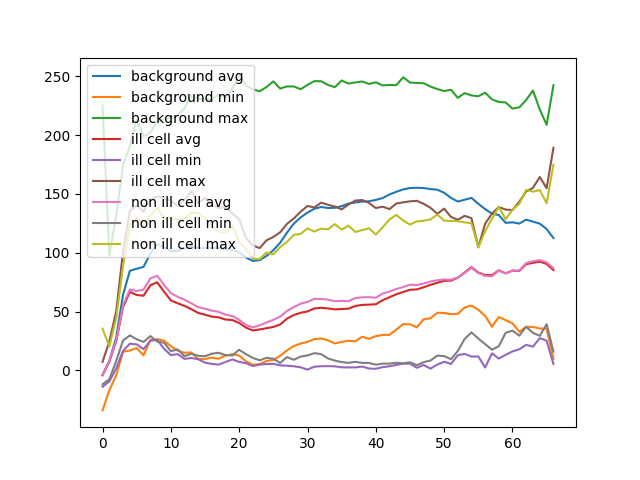 250
200
150
100
50
0
background avg
background min
background max
ill cell avg
ill cell min
ill cell max
non ill cell avg
non ill cell min
non ill cell max
0 10 20 30 40 50 60